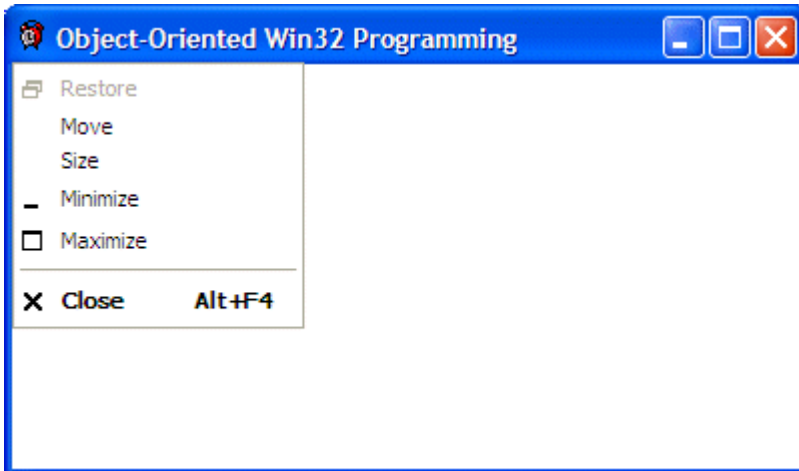 Object-Oriented Win32 Programming
Restore
Move
Size
Minimize
Maximize
Close Alt+F4